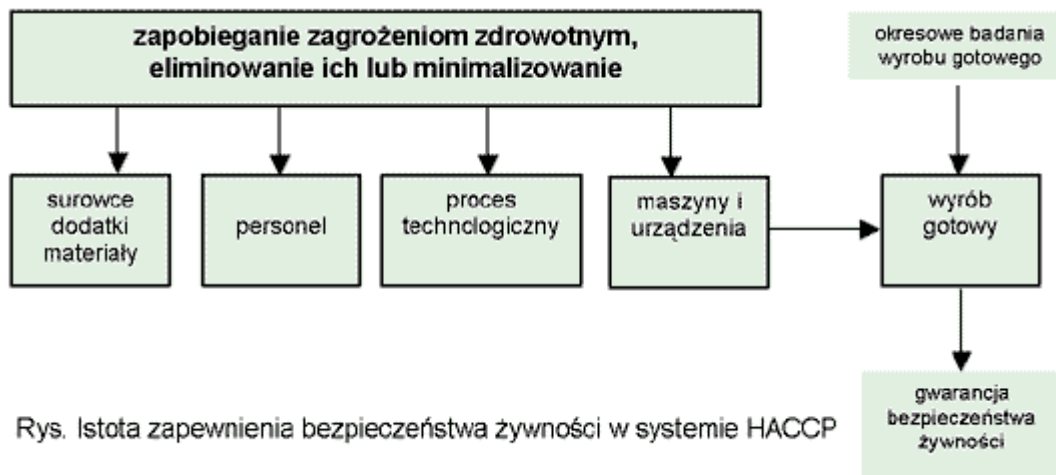 zapobieganie zagrożeniom zdrowotnym,
eliminowanie ich lub minimalizowanie
okresowe badania
wyrobu gotowego
surowce
dodatki
materiały
personel
proces
technologiczny
maszyny i
urządzenia
wyrób
gotowy
gwarancja
bezpieczeństwa
żywności
Rys. Istota zapewnienia bezpieczeństwa żywności w systemie HACCP